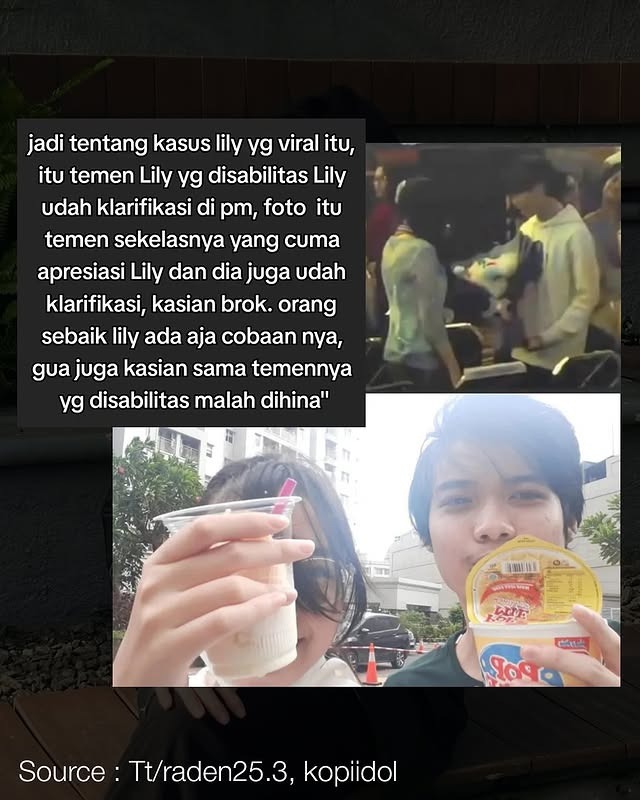 jadi tentang kasus lily yg viral itu,
itu temen Lily yg disabilitas Lily
udah klarifikasi di pm, foto itu
temen sekelasnya yang cuma
apresiasi Lily dan dia juga udah
klarifikasi, kasian brok. orang
sebaik lily ada aja cobaan nya,
gua juga kasian sama temennya
yg disabilitas malah dihina"
POP
Source : Tt/raden25.3, kopiidol